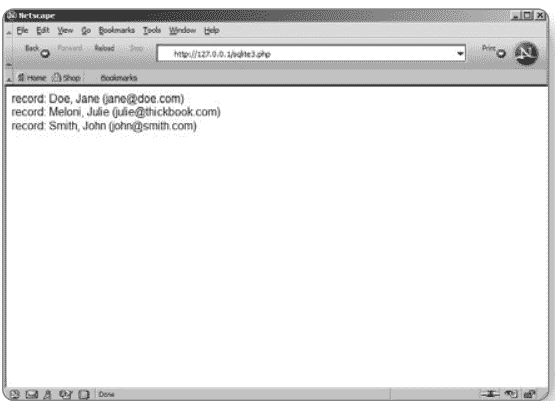 Netscape
File Edit View Go Bookmarks Tools Window Help
Back Forward Reload Stop http://127.0.0.1/sqlite3.php Print
Home Shop Bookmarks
record: Doe, Jane (jane@doe.com)
record: Meloni, Julie (julie@thickbook.com)
record: Smith, John (john@smith.com)
Done